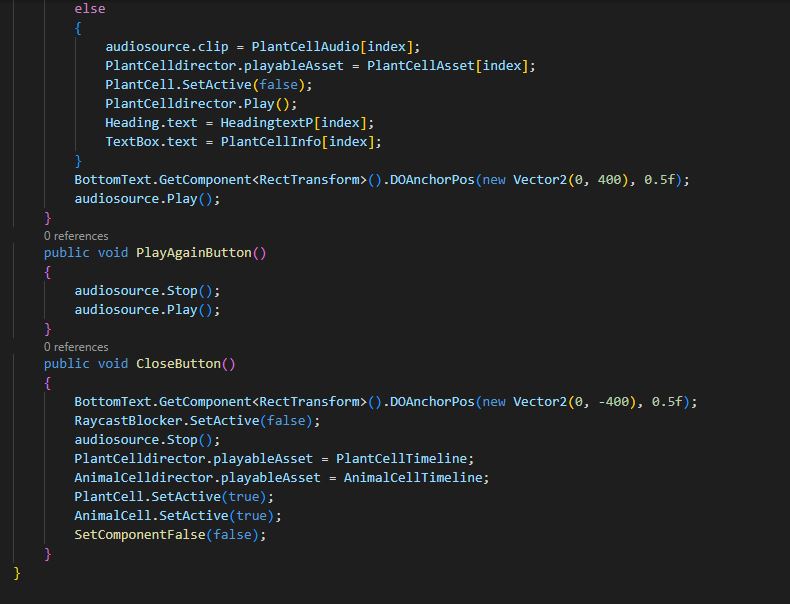 else
{
audiosource.clip = PlantCellAudio[index];
PlantCelldirector.playableAsset = PlantCellAsset[index];
PlantCell.SetActive(false);
PlantCelldirector.Play();
Heading.text = HeadingtextP[index];
TextBox.text = PlantCellInfo[index];
}
BottomText.GetComponent<RectTransform>().DOAnchorPos(new Vector2(0, 400), 0.5f);
audiosource.Play();
}
0 references
public void PlayAgainButton()
{
audiosource.Stop();
audiosource.Play();
}
0 references
public void CloseButton()
{
BottomText.GetComponent<RectTransform>().DOAnchorPos(new Vector2(0, -400), 0.5f);
RaycastBlocker.SetActive(false);
audiosource.Stop();
PlantCelldirector.playableAsset = PlantCellTimeline;
AnimalCelldirector.playableAsset = AnimalCellTimeline;
PlantCell.SetActive(true);
AnimalCell.SetActive(true);
SetComponentFalse(false);
}
}